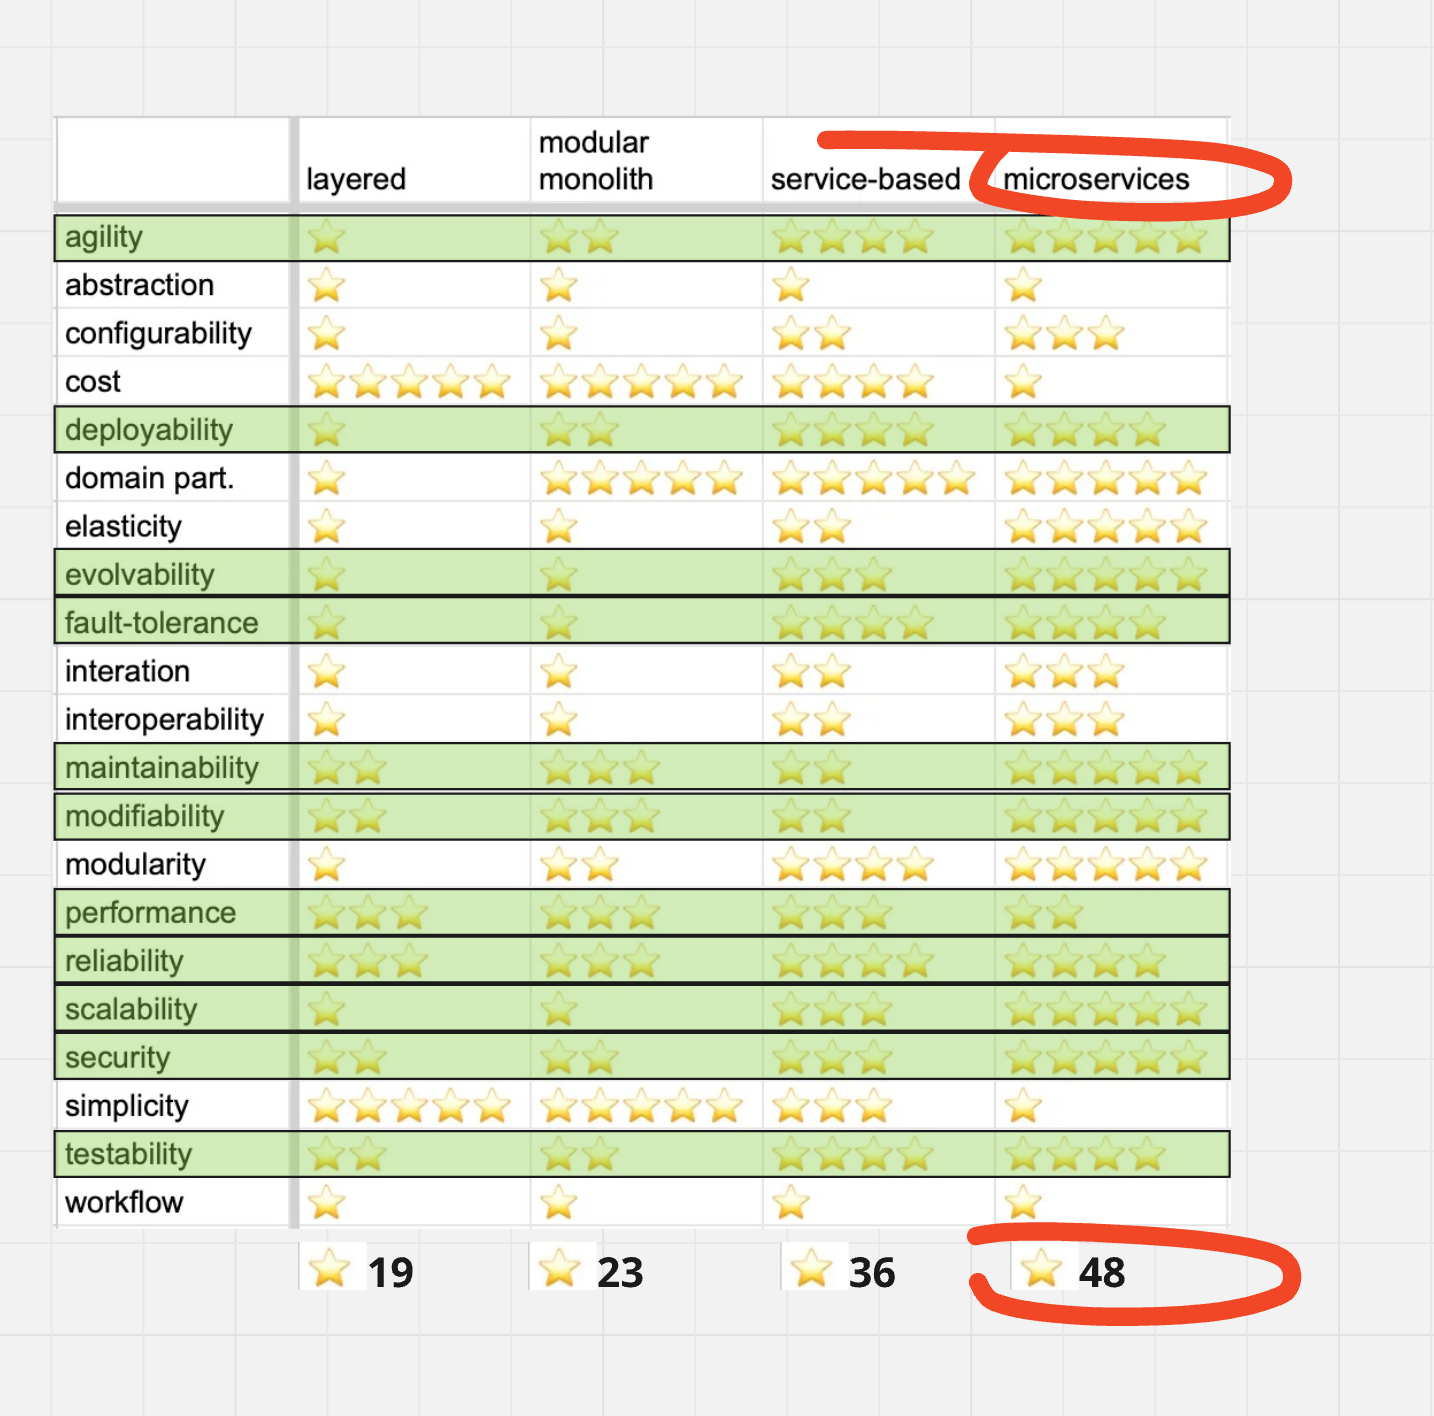 layered modular monolith service-based microservices
agility
abstraction
configurability
cost
deployability
domain part.
elasticity
evolvability
fault-tolerance
interation
interoperability
maintainability
modifiability
modularity
performance
reliability
scalability
security
simplicity
testability
workflow
19 23 36 48